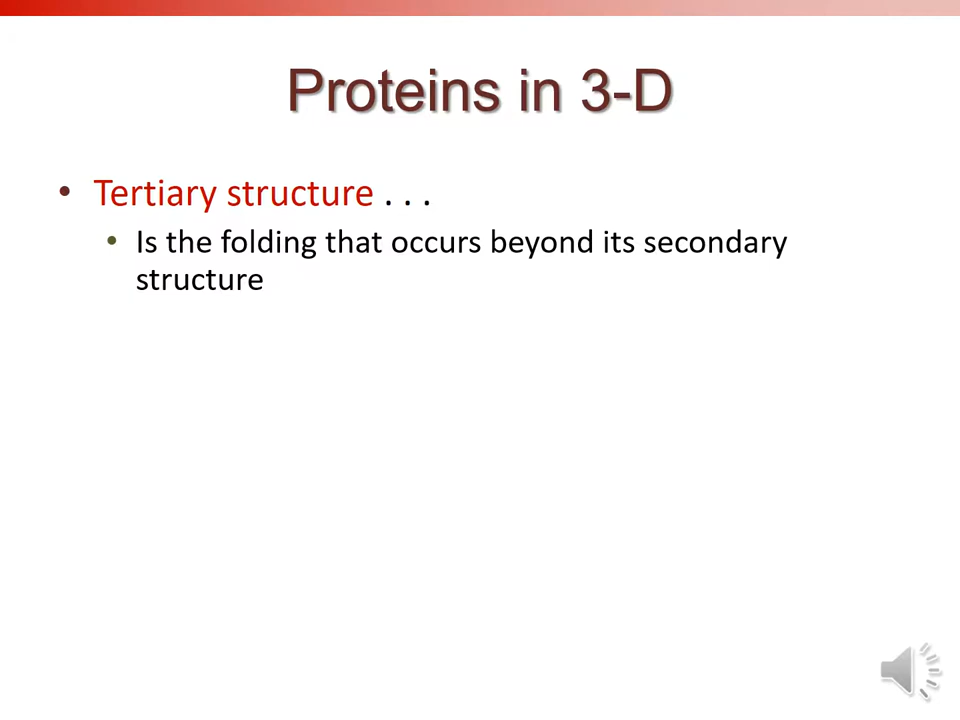 Proteins in 3-D
• Tertiary structure . . .
• Is the folding that occurs beyond its secondary
structure